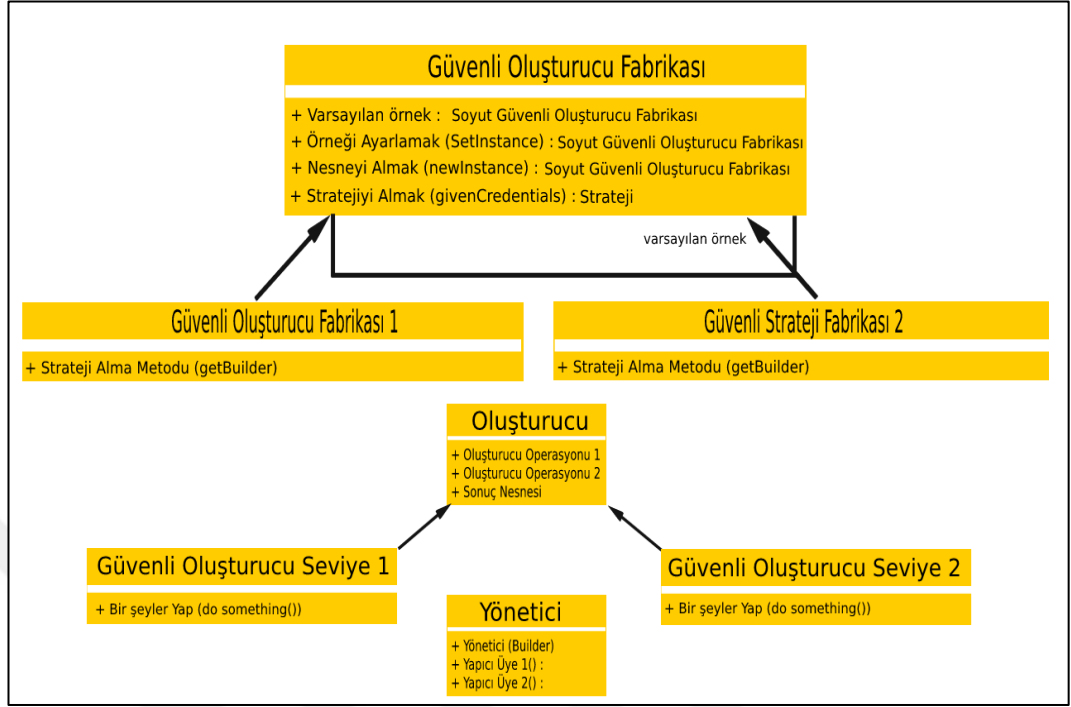 Güvenli Oluşturucu Fabrikası
+ Varsayılan örnek : Soyut Güvenli Oluşturucu Fabrikası
+ Örneği Ayarlamak (SetInstance) : Soyut Güvenli Oluşturucu Fabrikası
+ Nesneyi Almak (newInstance) : Soyut Güvenli Oluşturucu Fabrikası
+ Stratejiyi Almak (givenCredentials) : Strateji
varsayılan örnek
Güvenli Oluşturucu Fabrikası 1
+ Strateji Alma Metodu (getBuilder)
Güvenli Strateji Fabrikası 2
+ Strateji Alma Metodu (getBuilder)
Oluşturucu
+ Oluşturucu Operasyonu 1
+ Oluşturucu Operasyonu 2
+ Sonuç Nesnesi
Güvenli Oluşturucu Seviye 1
+ Bir şeyler Yap (do something())
Güvenli Oluşturucu Seviye 2
+ Bir şeyler Yap (do something())
Yönetici
+ Yönetici (Builder)
+ Yapıcı Üye 1() :
+ Yapıcı Üye 2() :